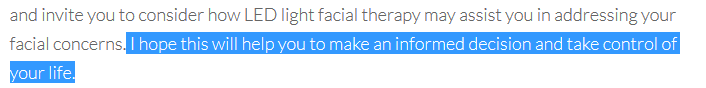 and invite you to consider how LED light facial therapy may assist you in addressing your
facial concerns. I hope this will help you to make an informed decision and take control of
your life.